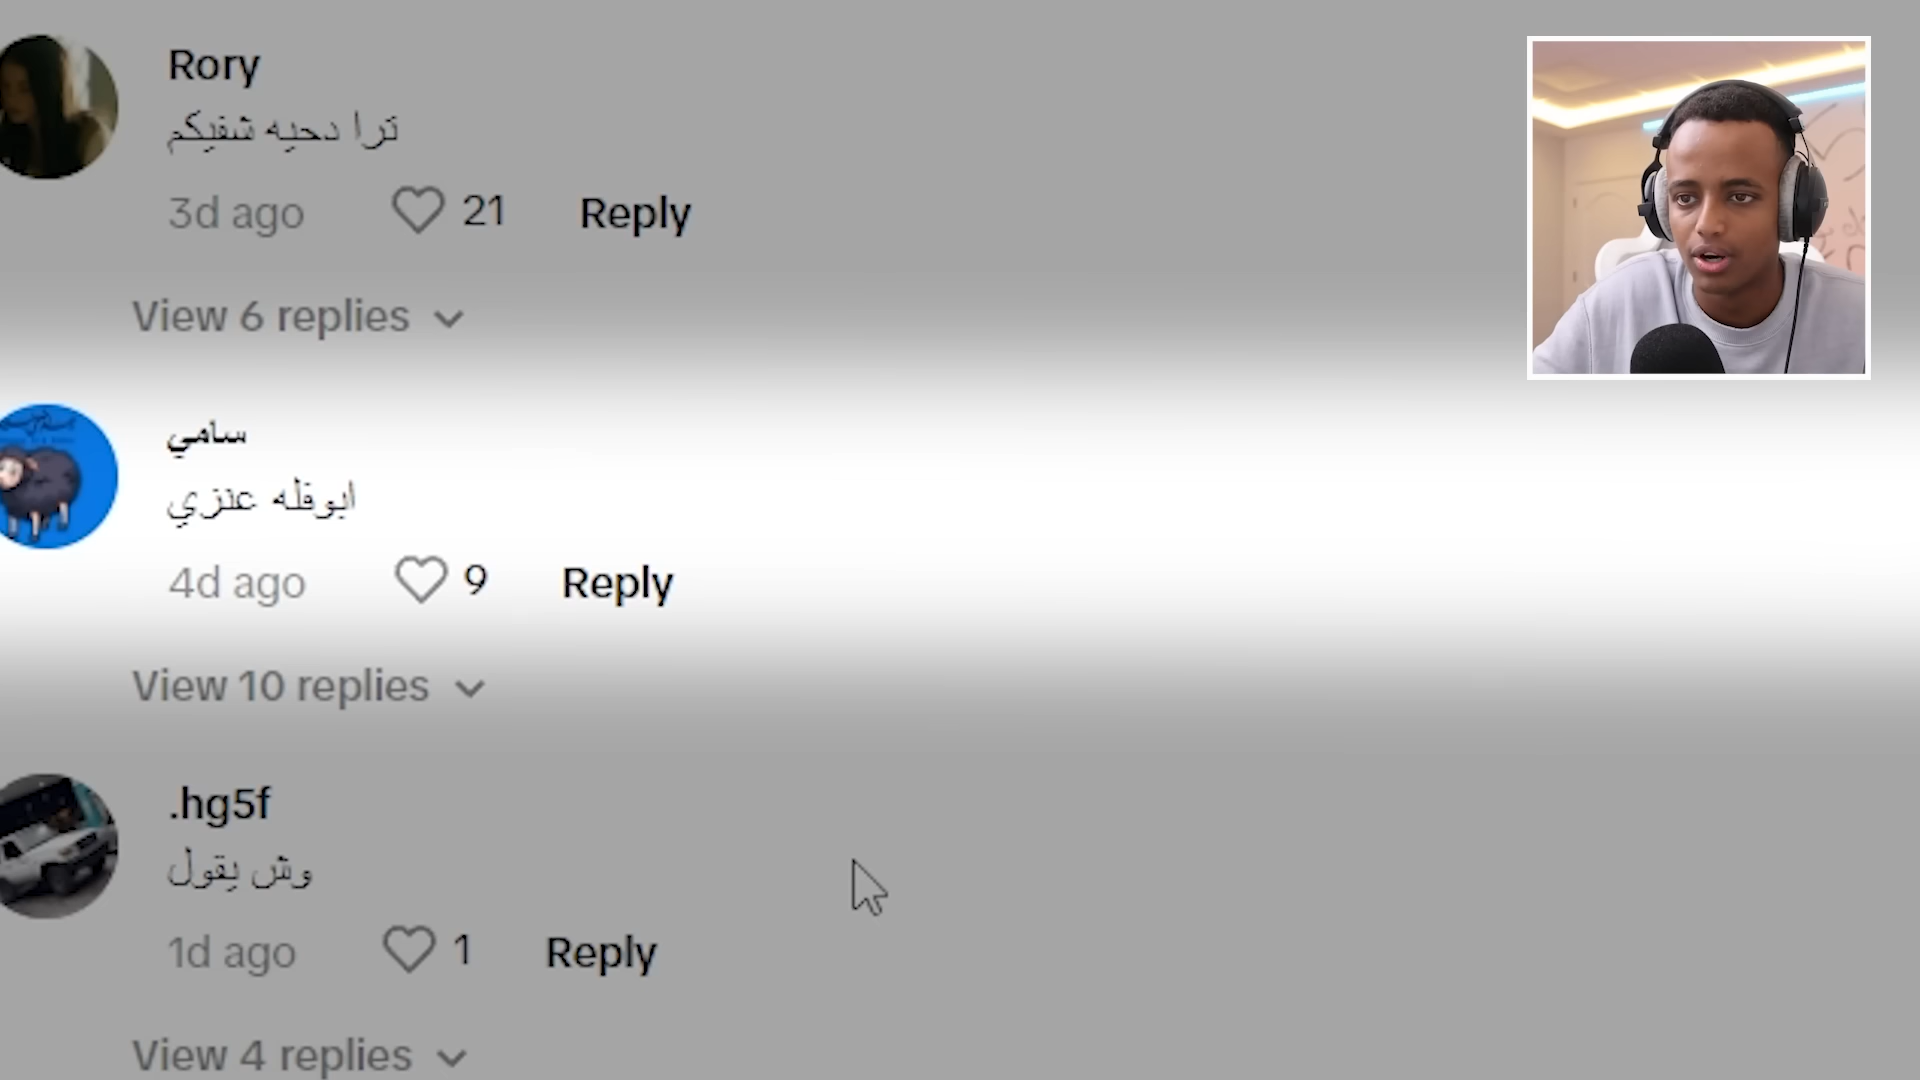 Rory
ترا دحيه شفيكم
3d ago 21 Reply
View 6 replies
سامي
ابوفله عنزي
4d ago 9 Reply
View 10 replies
.hg5f
وش يقول
1d ago 1 Reply
View 4 replies